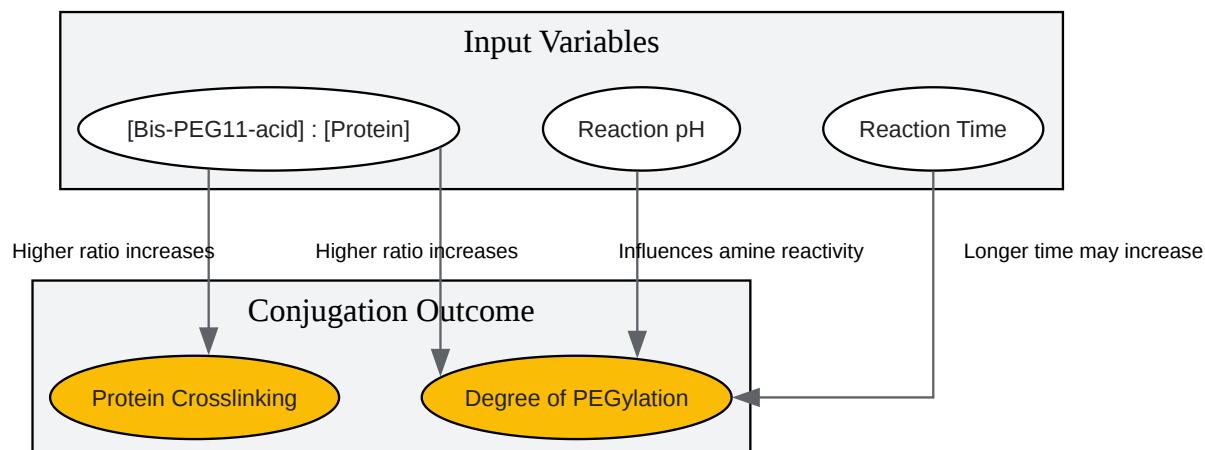 Input Variables
[Bis-PEG11-acid] : [Protein]
Reaction pH
Reaction Time
Higher ratio increases
Higher ratio increases
Influences amine reactivity
Longer time may increase
Conjugation Outcome
Protein Crosslinking
Degree of PEGylation